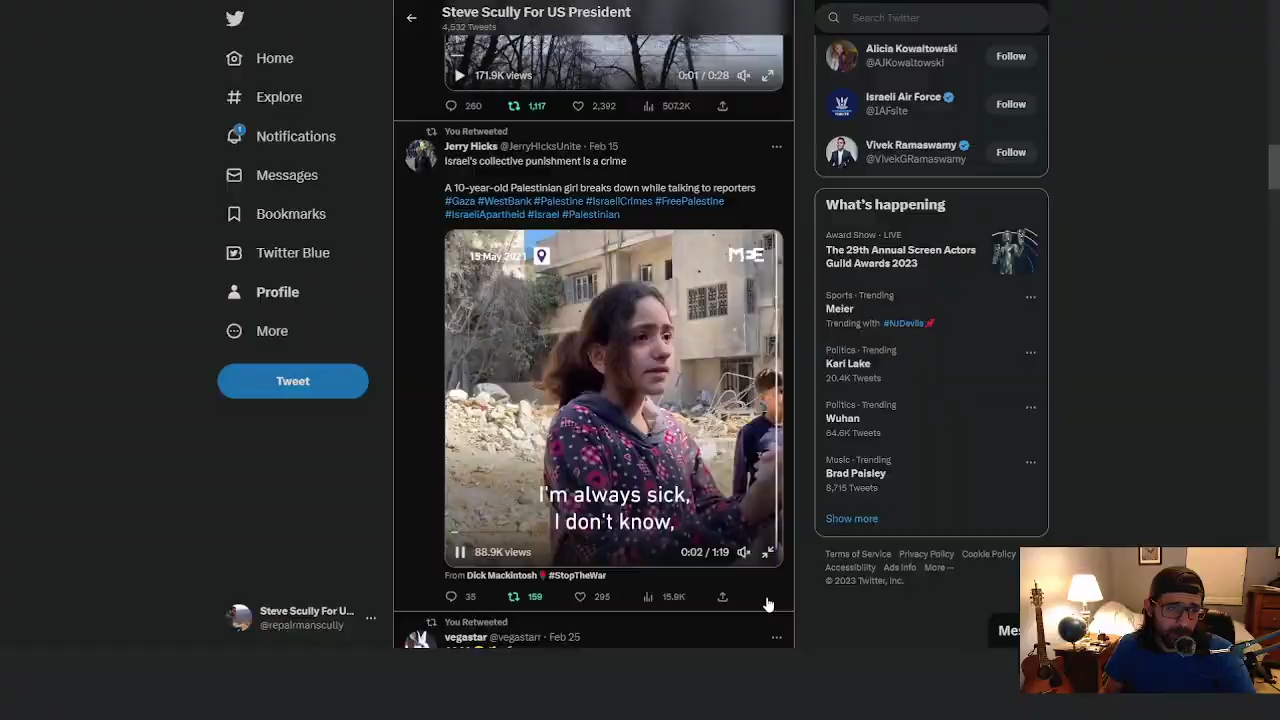 Home
Explore
Notifications
Messages
Bookmarks
Twitter Blue
Profile
More
Tweet
Steve Scully For U...
@repairmanscully
Steve Scully For US President
4,532 Tweets
171.9K views
0:01 / 0:28
260
1,117
2,392
507.2K
You Retweeted
Jerry Hicks @JerryHicksUnite · Feb 15
Israel's collective punishment is a crime
A 10-year-old Palestinian girl breaks down while talking to reporters
#Gaza #WestBank #Palestine #IsraeliCrimes #FreePalestine
#IsraeliApartheid #Israel #Palestinian
15 May 2021
MEE
I'm always sick,
I don't know,
88.9K views
0:02 / 1:19
From Dick Mackintosh #StopTheWar
35
159
295
15.9K
You Retweeted
vegastar @vegastarr · Feb 25
Search Twitter
Alicia Kowaltowski
@AJKowaltowski
Follow
Israeli Air Force
@IAFsite
Follow
Vivek Ramaswamy
@VivekGRamaswamy
Follow
What's happening
Award Show · LIVE
The 29th Annual Screen Actors
Guild Awards 2023
Sports · Trending
Meier
Trending with #NJDevils
Politics · Trending
Kari Lake
20.4K Tweets
Politics · Trending
Wuhan
64.6K Tweets
Music · Trending
Brad Paisley
8,715 Tweets
Show more
Terms of Service Privacy Policy Cookie Policy
Accessibility Ads info More ...
© 2023 Twitter, Inc.